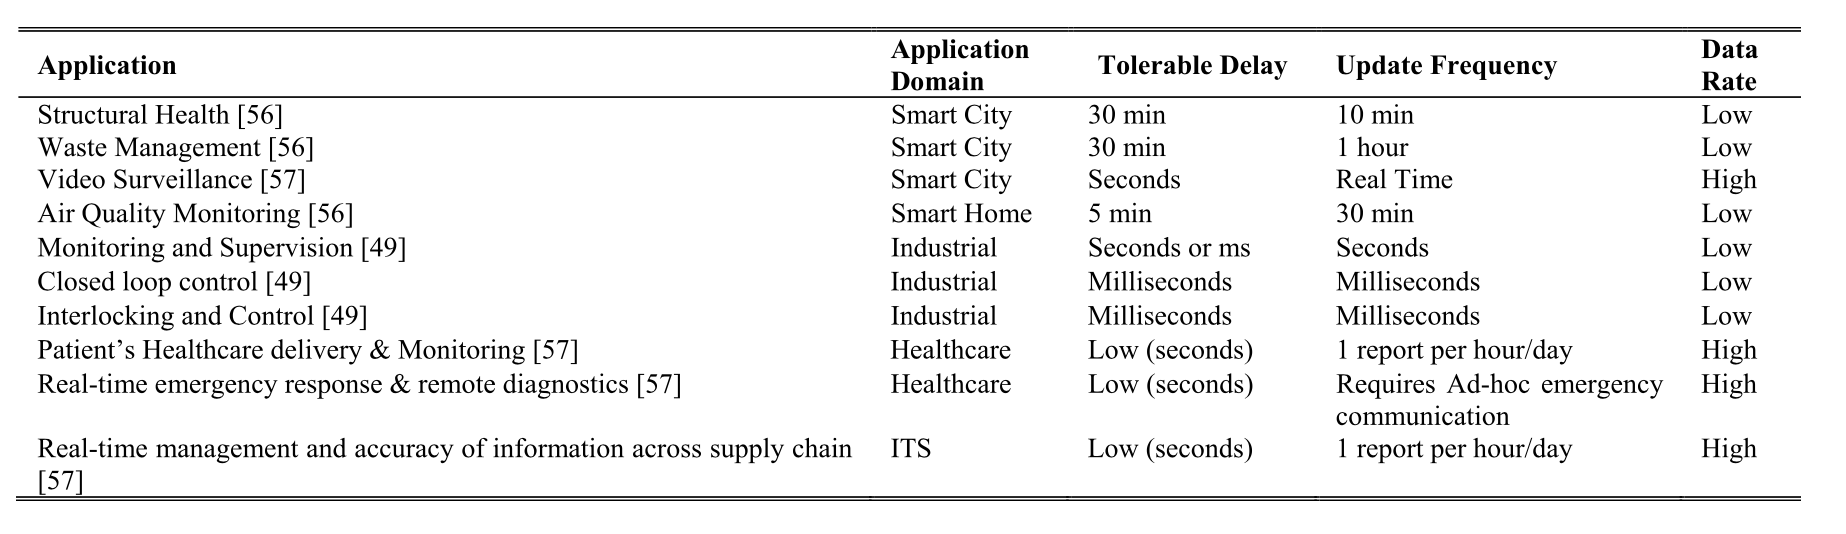 Application Application Domain Tolerable Delay Update Frequency Data Rate
Structural Health [56] Smart City 30 min 10 min Low
Waste Management [56] Smart City 30 min 1 hour Low
Video Surveillance [57] Smart City Seconds Real Time High
Air Quality Monitoring [56] Smart Home 5 min 30 min Low
Monitoring and Supervision [49] Industrial Seconds or ms Seconds Low
Closed loop control [49] Industrial Milliseconds Milliseconds Low
Interlocking and Control [49] Industrial Milliseconds Milliseconds Low
Patient’s Healthcare delivery & Monitoring [57] Healthcare Low (seconds) 1 report per hour/day High
Real-time emergency response & remote diagnostics [57] Healthcare Low (seconds) Requires Ad-hoc emergency High
communication
Real-time management and accuracy of information across supply chain ITS Low (seconds) 1 report per hour/day High
[57]